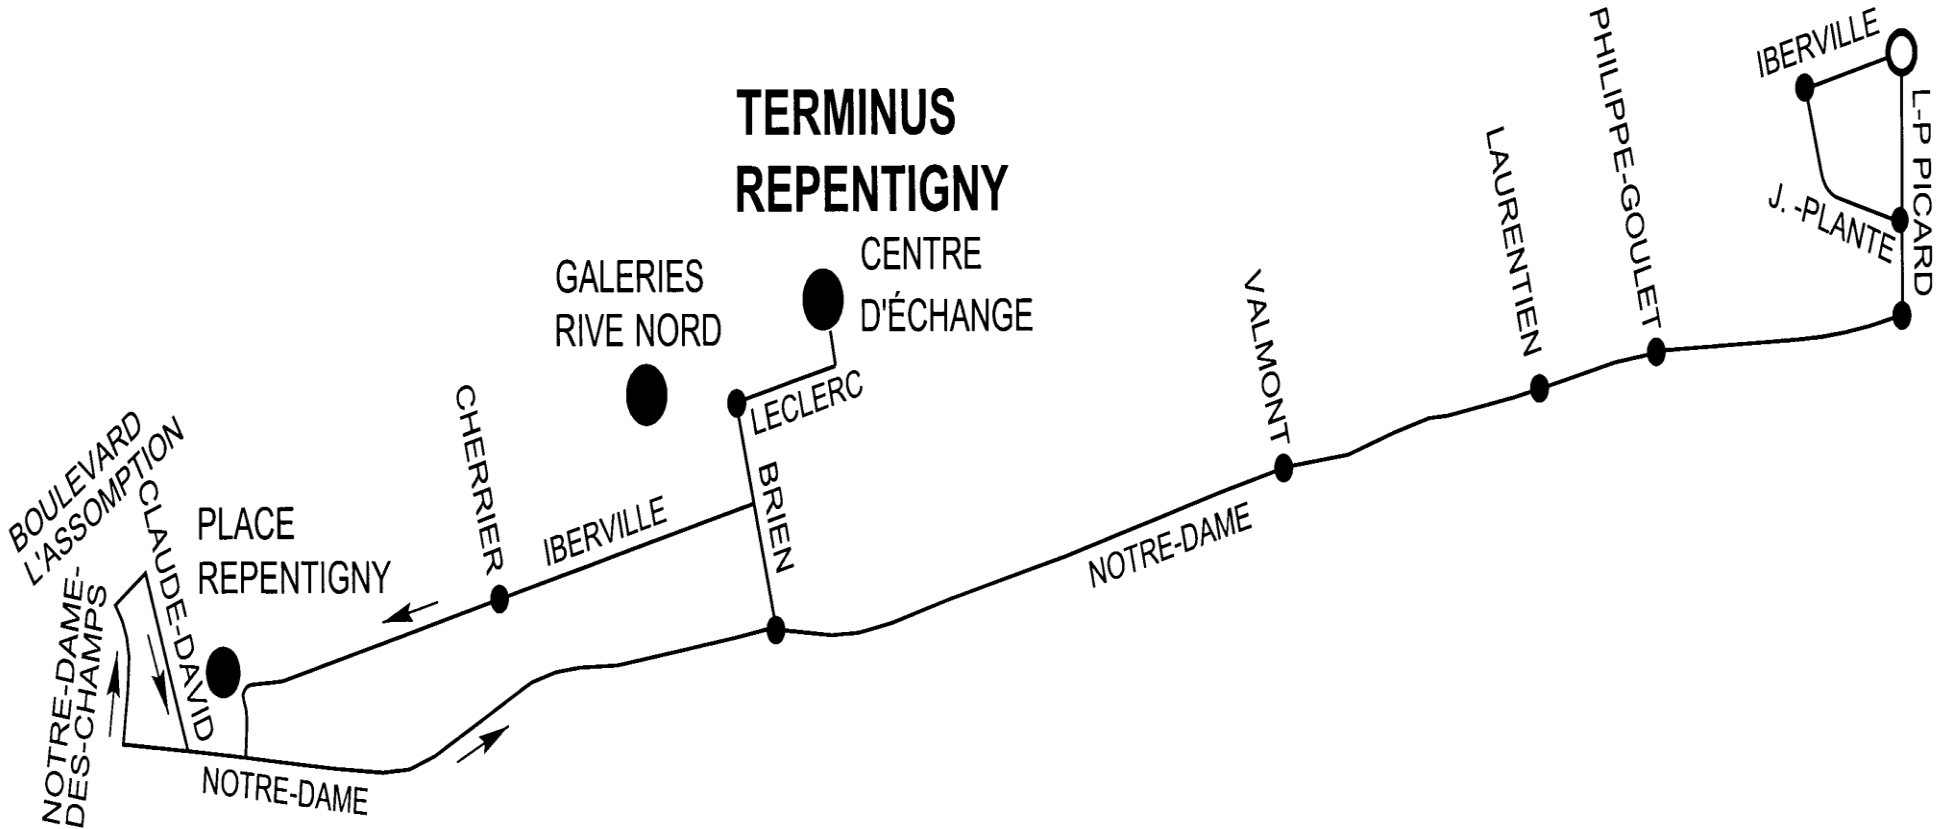 PHILIPPE-GOULET
IBERVILLE
L-P PICARD
J. -PLANTE
TERMINUS
REPENTIGNY
CENTRE
D'ÉCHANGE
GALERIES
RIVE NORD
LAURENTIEN
VALMONT
LECLERC
CHERRIER
BRIEN
IBERVILLE
BOULEVARD
L'ASSOMPTION
CLAUDE-DAVID
PLACE
REPENTIGNY
NOTRE-DAME-
DES-CHAMPS
NOTRE-DAME
NOTRE-DAME